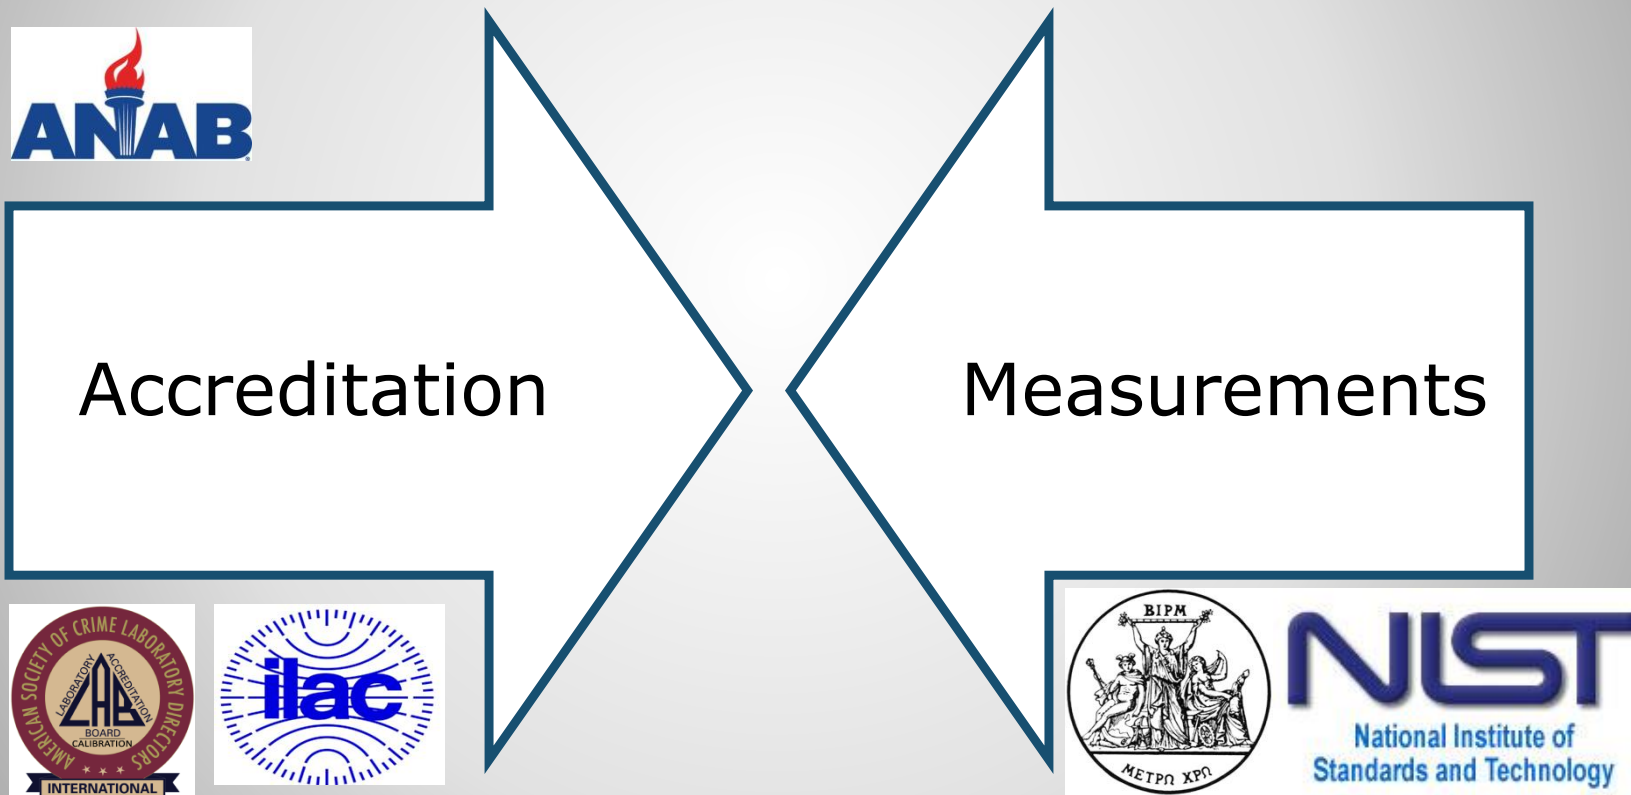 ANAB
Accreditation
Measurements
AMERICAN SOCIETY OF CRIME LABORATORY DIRECTORS
LABORATORY ACCREDITATION
LAB
BOARD
CALIBRATION
INTERNATIONAL
ilac
BIPM
ΜΕΤΡΩ ΧΡΩ
NIST
National Institute of
Standards and Technology